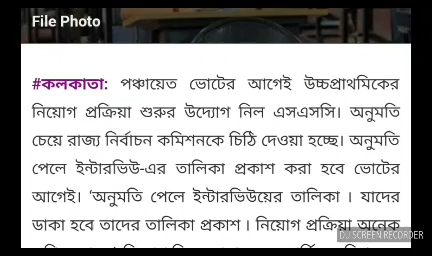 File Photo
#কলকাতা: পঞ্চায়েত ভোটের আগেই উচ্চপ্রাথমিকের
নিয়োগ প্রক্রিয়া শুরুর উদ্যোগ নিল এসএসসি। অনুমতি
চেয়ে রাজ্য নির্বাচন কমিশনকে চিঠি দেওয়া হচ্ছে। অনুমতি
পেলে ইন্টারভিউ-এর তালিকা প্রকাশ করা হবে ভোটের
আগেই। ‘অনুমতি পেলে ইন্টারভিউয়ের তালিকা । যাদের
ডাকা হবে তাদের তালিকা প্রকাশ । নিয়োগ প্রক্রিয়া অনেক
DU SCREEN RECORDER